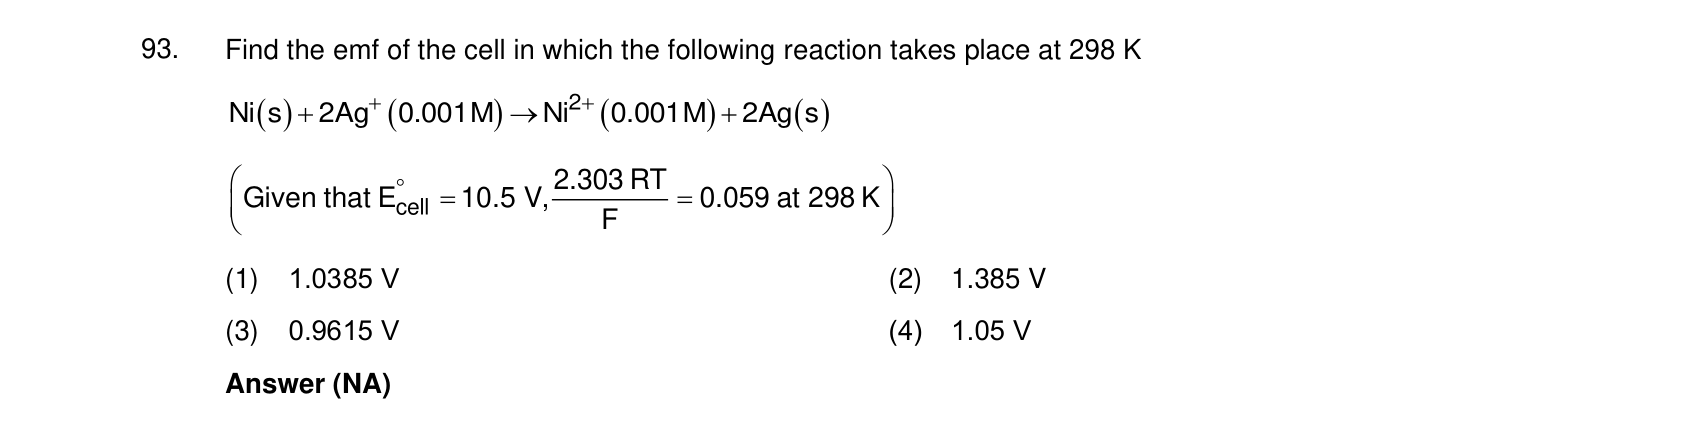 93. Find the emf of the cell in which the following reaction takes place at 298 K
Ni(s) + 2Ag⁺ (0.001 M) → Ni²⁺ (0.001 M) + 2Ag(s)
(Given that E°cell = 10.5 V, 2.303 RT / F = 0.059 at 298 K)
(1) 1.0385 V (2) 1.385 V
(3) 0.9615 V (4) 1.05 V
Answer (NA)